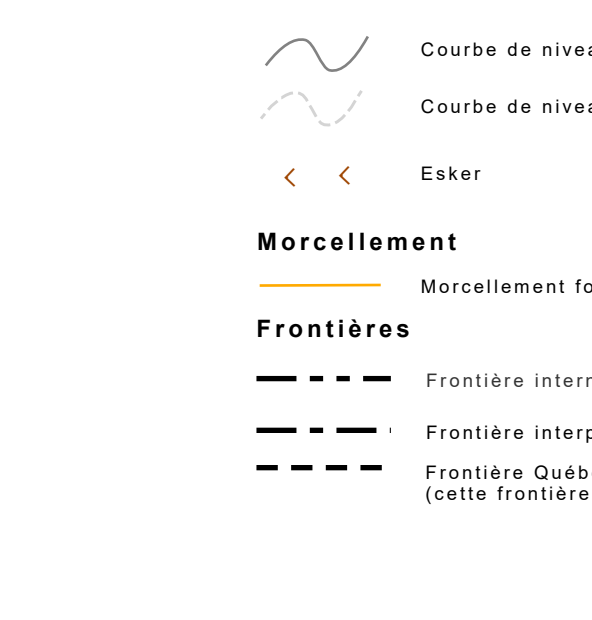 Courbe de nivea
Courbe de nivea
Esker
Morcellement
Morcellement fo
Frontières
Frontière intern
Frontière interp
Frontière Québe
(cette frontière